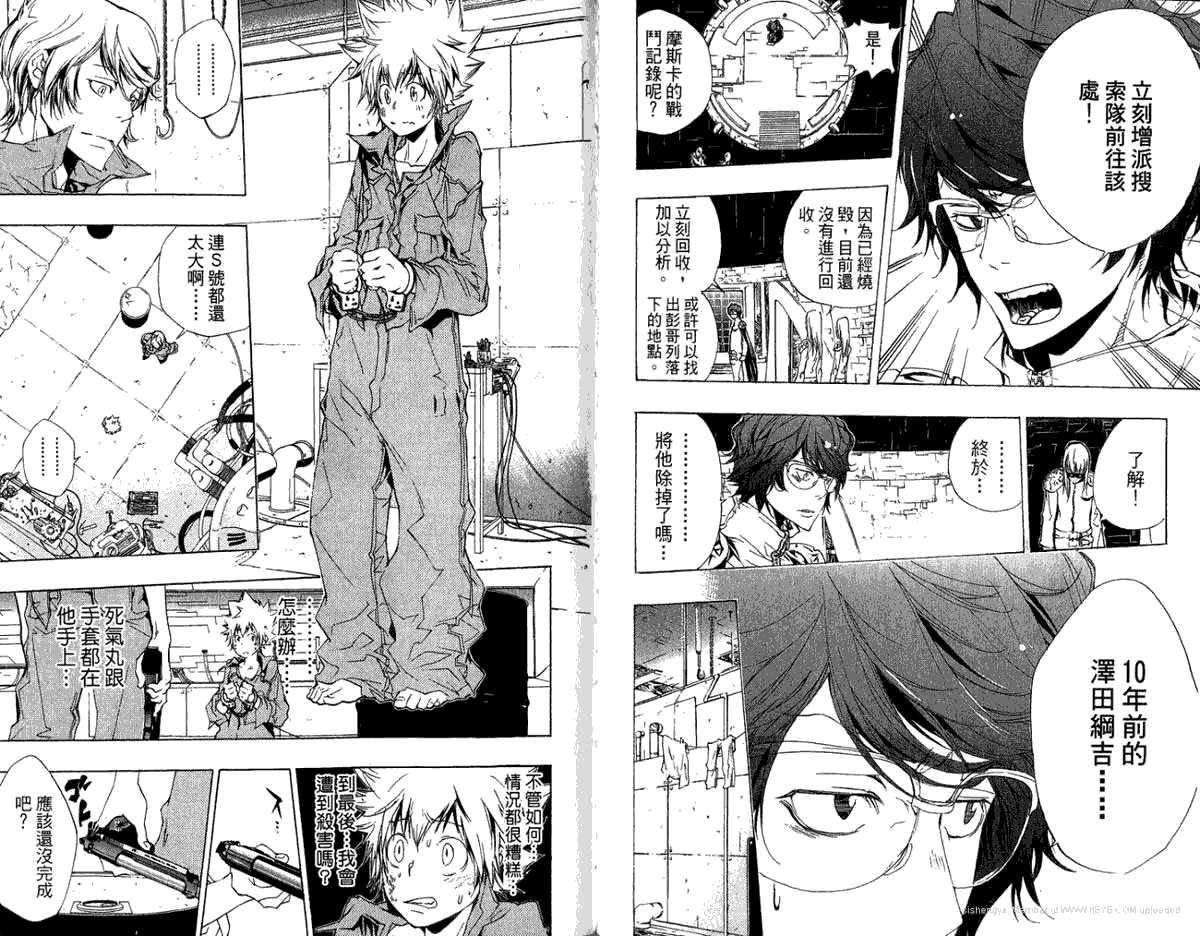 立刻增派搜
索隊前往該
處！
是！
摩斯卡的戰
鬥記錄呢？
因為已經燒
毀，目前還
沒有進行回
收。
立刻回收，
加以分析。
或許可以找
出彭哥列落
下的地點。
了解！
………
終於…
…………………
將他除掉了嗎…
10年前的
澤田綱吉……
Z
…………
連S號都還
太大啊……
………
…………
怎麼辦……
死氣丸跟
手套都在
他手上…
不管如何…
情況都很糟糕…
到最後…我會
遭到殺害嗎？
應該還沒完成
吧？